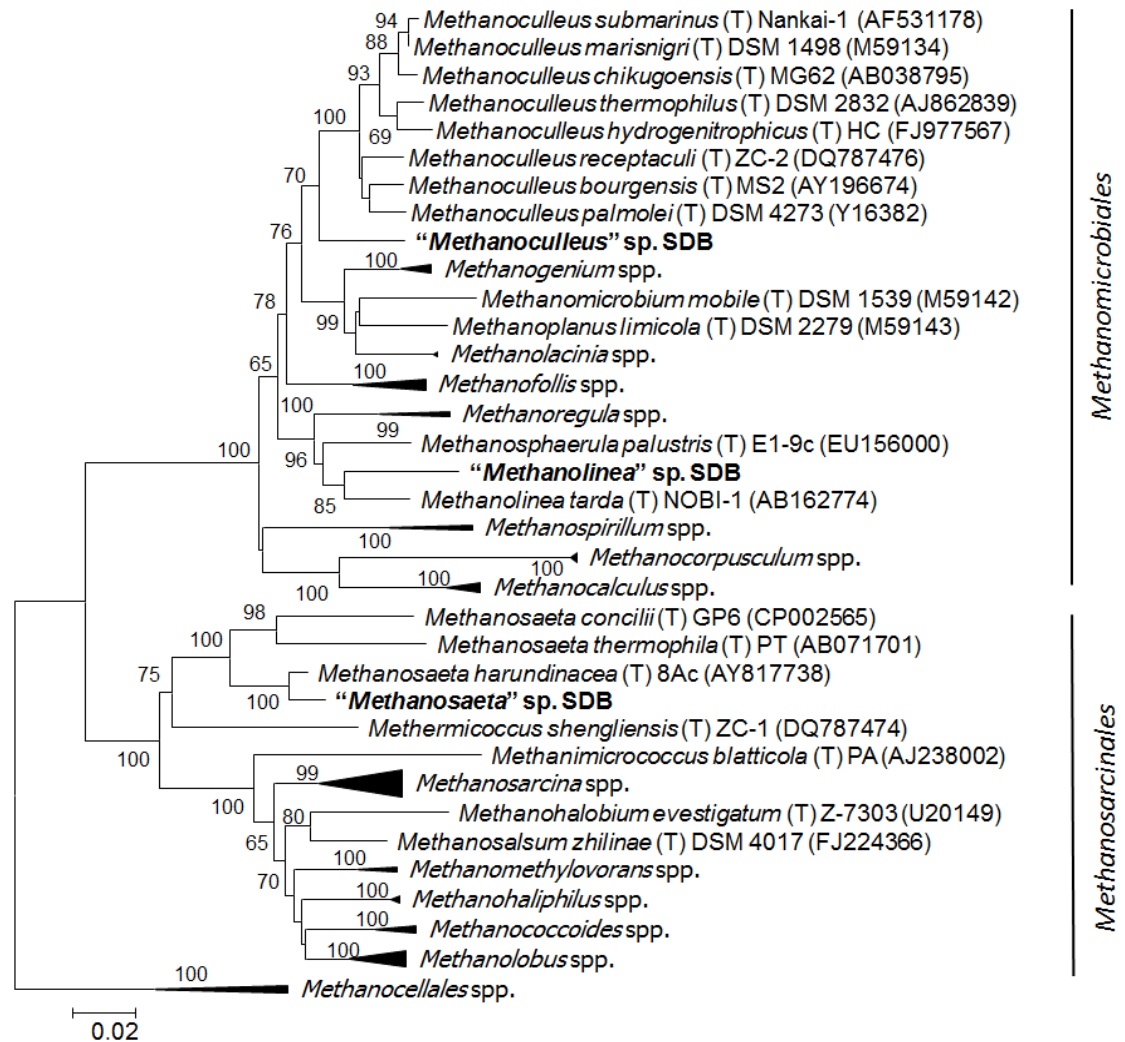 94 Methanoculleus submarinus (T) Nankai-1 (AF531178)
88 Methanoculleus marisnigri (T) DSM 1498 (M59134)
93 Methanoculleus chikugoensis (T) MG62 (AB038795)
Methanoculleus thermophilus (T) DSM 2832 (AJ862839)
100 Methanoculleus hydrogenitrophicus (T) HC (FJ977567)
69
Methanoculleus receptaculi (T) ZC-2 (DQ787476)
70 Methanoculleus bourgensis (T) MS2 (AY196674)
Methanoculleus palmolei (T) DSM 4273 (Y16382)
76 “Methanoculleus” sp. SDB
100 Methanogenium spp.
78 Methanomicrobium mobile (T) DSM 1539 (M59142)
99 Methanoplanus limicola (T) DSM 2279 (M59143)
Methanolacinia spp.
65 100 Methanofollis spp.
100 Methanoregula spp.
99 Methanosphaerula palustris (T) E1-9c (EU156000)
100 96 “Methanolinea” sp. SDB
85 Methanolinea tarda (T) NOBI-1 (AB162774)
100 Methanospirillum spp.
100 Methanocorpusculum spp.
100 100 Methanocalculus spp.
Methanomicrobiales
98 Methanosaeta concilii (T) GP6 (CP002565)
100 Methanosaeta thermophila (T) PT (AB071701)
75 Methanosaeta harundinacea (T) 8Ac (AY817738)
100 “Methanosaeta” sp. SDB
Methermicoccus shengliensis (T) ZC-1 (DQ787474)
100 Methanimicrococcus blatticola (T) PA (AJ238002)
99 Methanosarcina spp.
100
80 Methanohalobium evestigatum (T) Z-7303 (U20149)
65 Methanosalsum zhilinae (T) DSM 4017 (FJ224366)
70 100 Methanomethylovorans spp.
100 Methanohaliphilus spp.
100 Methanococcoides spp.
100 Methanolobus spp.
Methanosarcinales
100 Methanocellales spp.
0.02